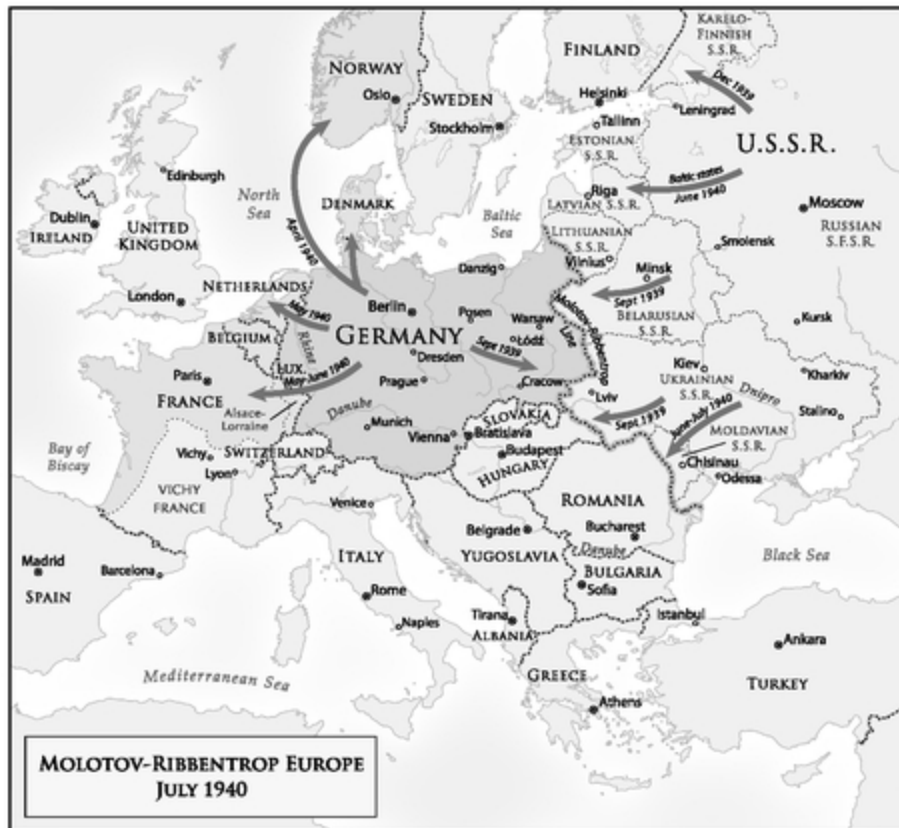 KARELO-
FINNISH
S.S.R.
FINLAND
NORWAY
Dec 1939
Oslo
SWEDEN
Helsinki
Leningrad
Tallinn
Stockholm
ESTONIAN
S.S.R.
U.S.S.R.
Edinburgh
North
Sea
DENMARK
Baltic states
June 1940
Riga
LATVIAN S.S.R.
Moscow
Dublin
IRELAND
UNITED
KINGDOM
April 1940
Baltic
Sea
RUSSIAN
S.F.S.R.
LITHUANIAN
S.S.R.
Vilnius
Smolensk
Danzig
Minsk
NETHERLANDS
London
Berlin
Sept 1939
May 1940
Posen
Warsaw
Molotov-Ribbentrop
Line
BELARUSIAN
S.S.R.
Kursk
BELGIUM
Rhine
GERMANY
Sept 1939
Łódź
Dresden
LUX.
May-June 1940
Paris
FRANCE
Prague
Cracow
Lviv
Kiev
UKRAINIAN
S.S.R.
Kharkiv
Dnipro
Alsace-
Lorraine
Danube
Munich
SLOVAKIA
Sept 1939
June-July 1940
Stalino
Vienna
Bratislava
MOLDAVIAN
S.S.R.
Bay of
Biscay
Vichy
SWITZERLAND
Budapest
HUNGARY
Chisinau
Lyon
Odessa
VICHY
FRANCE
Venice
ROMANIA
Belgrade
Bucharest
Madrid
Barcelona
ITALY
YUGOSLAVIA
Danube
Black Sea
BULGARIA
SPAIN
Rome
Sofia
Tirana
Istanbul
Naples
ALBANIA
Ankara
Mediterranean Sea
GREECE
TURKEY
Athens
MOLOTOV-RIBBENTROP EUROPE
JULY 1940